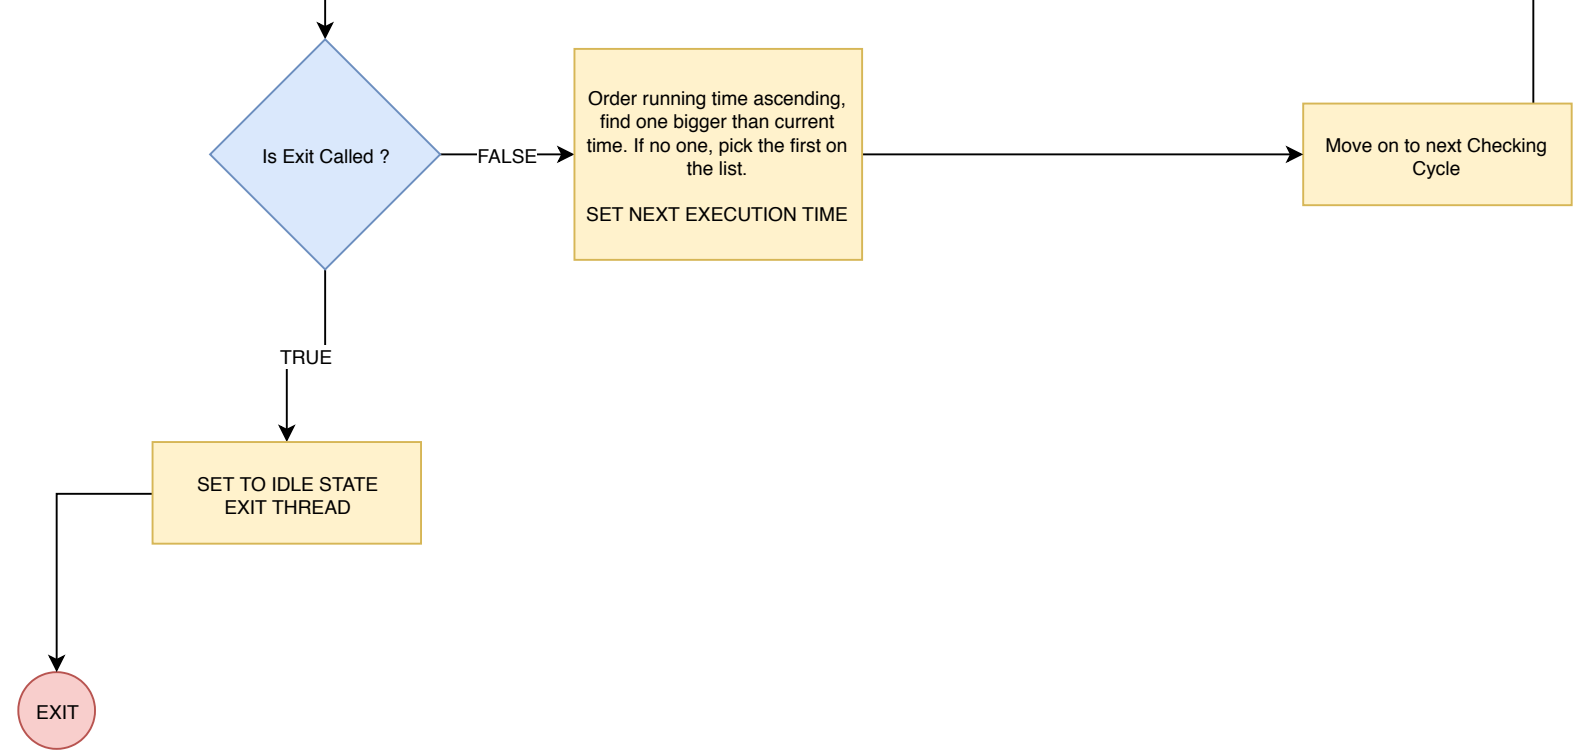 Is Exit Called ?
FALSE
Order running time ascending,
find one bigger than current
time. If no one, pick the first on
the list.
SET NEXT EXECUTION TIME
Move on to next Checking
Cycle
TRUE
SET TO IDLE STATE
EXIT THREAD
EXIT